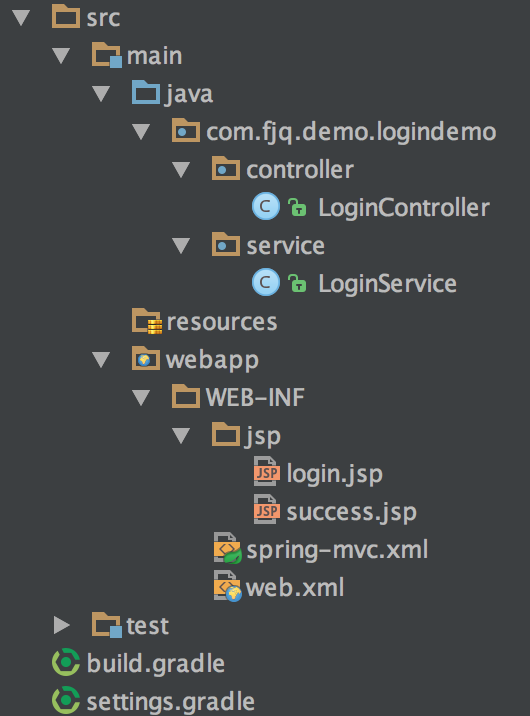 src
main
java
com.fjq.demo.logindemo
controller
C LoginController
service
C LoginService
resources
webapp
WEB-INF
jsp
JSP login.jsp
JSP success.jsp
spring-mvc.xml
web.xml
test
build.gradle
settings.gradle